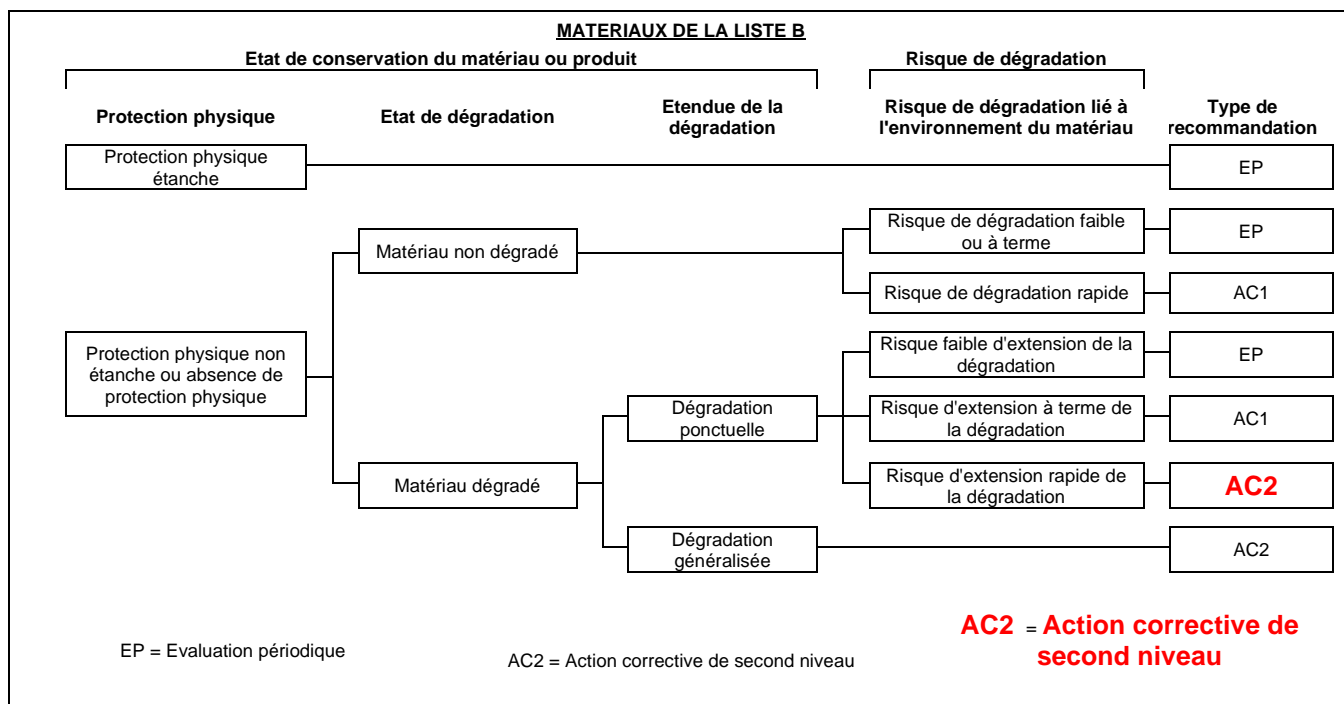 MATERIAUX DE LA LISTE B
Etat de conservation du matériau ou produit
Risque de dégradation
Protection physique
Etat de dégradation
Etendue de la
dégradation
Risque de dégradation lié à
l'environnement du matériau
Type de
recommandation
Protection physique
étanche
EP
Risque de dégradation faible
ou à terme
EP
Matériau non dégradé
Risque de dégradation rapide
AC1
Protection physique non
étanche ou absence de
protection physique
Risque faible d'extension de la
dégradation
EP
Dégradation
ponctuelle
Risque d'extension à terme de
la dégradation
AC1
Matériau dégradé
Risque d'extension rapide de
la dégradation
AC2
Dégradation
généralisée
AC2
EP = Evaluation périodique
AC2 = Action corrective de second niveau
AC2 = Action corrective de
second niveau